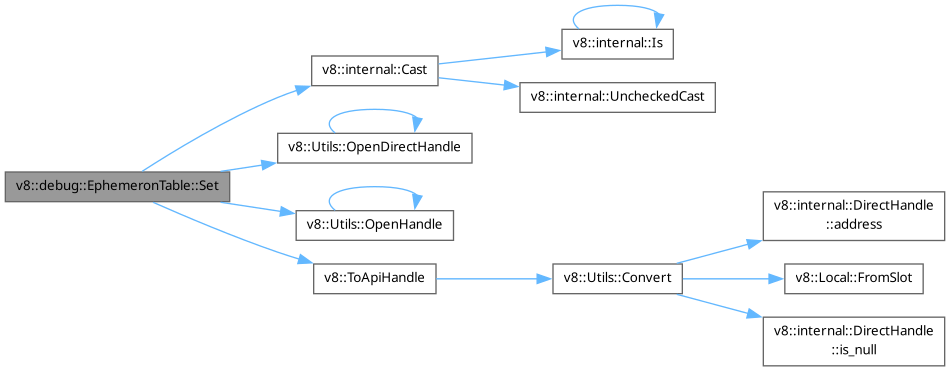 v8::internal::Is
v8::internal::Cast
v8::internal::UncheckedCast
v8::Utils::OpenDirectHandle
v8::debug::EphemeronTable::Set
v8::internal::DirectHandle
::address
v8::Utils::OpenHandle
v8::ToApiHandle
v8::Utils::Convert
v8::Local::FromSlot
v8::internal::DirectHandle
::is_null